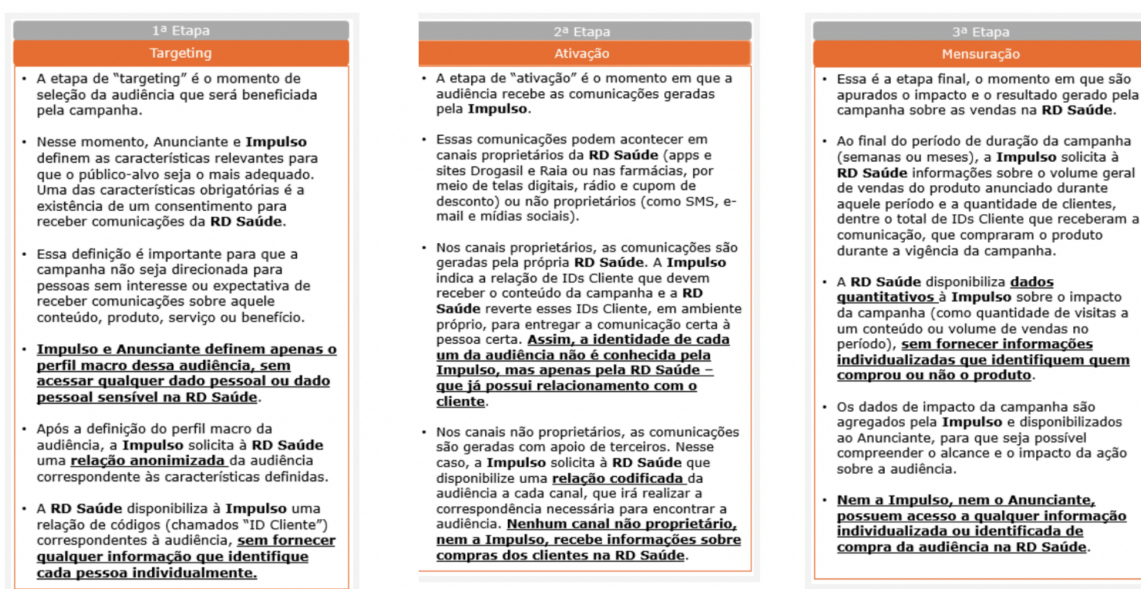 1ª Etapa
Targeting
• A etapa de “targeting” é o momento de
seleção da audiência que será beneficiada
pela campanha.
• Nesse momento, Anunciante e Impulso
definem as características relevantes para
que o público-alvo seja o mais adequado.
Uma das características obrigatórias é a
existência de um consentimento para
receber comunicações da RD Saúde.
• Essa definição é importante para que a
campanha não seja direcionada para
pessoas sem interesse ou expectativa de
receber comunicações sobre aquele
conteúdo, produto, serviço ou benefício.
• Impulso e Anunciante definem apenas o
perfil macro dessa audiência, sem
acessar qualquer dado pessoal ou dado
pessoal sensível na RD Saúde.
• Após a definição do perfil macro da
audiência, a Impulso solicita à RD Saúde
uma relação anonimizada da audiência
correspondente às características definidas.
• A RD Saúde disponibiliza à Impulso uma
relação de códigos (chamados “ID Cliente”)
correspondentes à audiência, sem fornecer
qualquer informação que identifique
cada pessoa individualmente.
2ª Etapa
Ativação
• A etapa de “ativação” é o momento em que a
audiência recebe as comunicações geradas
pela Impulso.
• Essas comunicações podem acontecer em
canais proprietários da RD Saúde (apps e
sites Drogasil e Raia ou nas farmácias, por
meio de telas digitais, rádio e cupom de
desconto) ou não proprietários (como SMS, e-
mail e mídias sociais).
• Nos canais proprietários, as comunicações são
geradas pela própria RD Saúde. A Impulso
indica a relação de IDs Cliente que devem
receber o conteúdo da campanha e a RD
Saúde reverte esses IDs Cliente, em ambiente
próprio, para entregar a comunicação certa à
pessoa certa. Assim, a identidade de cada
um da audiência não é conhecida pela
Impulso, mas apenas pela RD Saúde –
que já possui relacionamento com o
cliente.
• Nos canais não proprietários, as comunicações
são geradas com apoio de terceiros. Nesse
caso, a Impulso solicita à RD Saúde que
disponibilize uma relação codificada da
audiência a cada canal, que irá realizar a
correspondência necessária para encontrar a
audiência. Nenhum canal não proprietário,
nem a Impulso, recebe informações sobre
compras dos clientes na RD Saúde.
3ª Etapa
Mensuração
• Essa é a etapa final, o momento em que são
apurados o impacto e o resultado gerado pela
campanha sobre as vendas na RD Saúde.
• Ao final do período de duração da campanha
(semanas ou meses), a Impulso solicita à
RD Saúde informações sobre o volume geral
de vendas do produto anunciado durante
aquele período e a quantidade de clientes,
dentre o total de IDs Cliente que receberam a
comunicação, que compraram o produto
durante a vigência da campanha.
• A RD Saúde disponibiliza dados
quantitativos à Impulso sobre o impacto
da campanha (como quantidade de visitas a
um conteúdo ou volume de vendas no
período), sem fornecer informações
individualizadas que identifiquem quem
comprou ou não o produto.
• Os dados de impacto da campanha são
agregados pela Impulso e disponibilizados
ao Anunciante, para que seja possível
compreender o alcance e o impacto da ação
sobre a audiência.
• Nem a Impulso, nem o Anunciante,
possuem acesso a qualquer informação
individualizada ou identificada de
compra da audiência na RD Saúde.